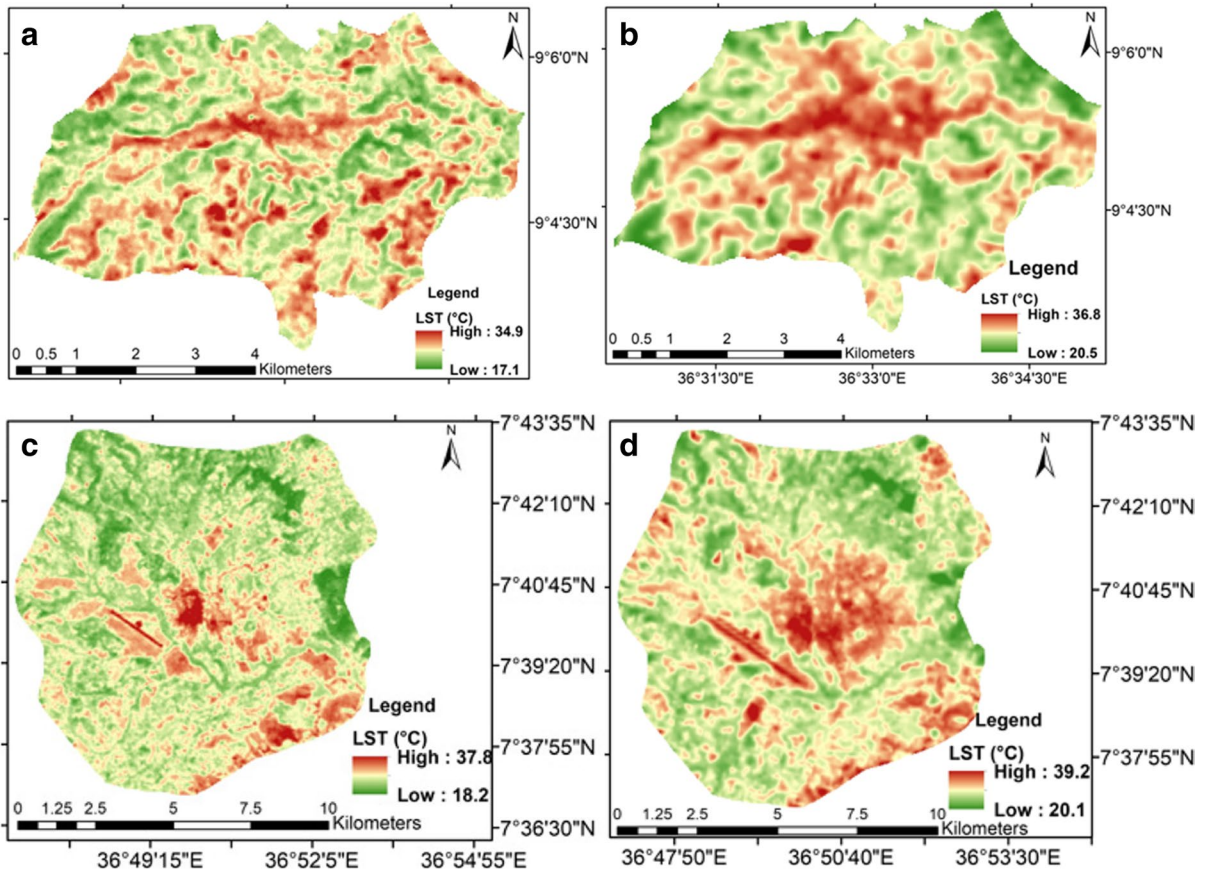 a
N
9°6'0"N
9°4'30"N
Legend
LST (°C)
High : 34.9
Low : 17.1
0 0.5 1 2 3 4
Kilometers
b
N
9°6'0"N
9°4'30"N
Legend
LST (°C)
High : 36.8
Low : 20.5
0 0.5 1 2 3 4
Kilometers
36°31'30"E 36°33'0"E 36°34'30"E
c
N
7°43'35"N
7°42'10"N
7°40'45"N
7°39'20"N
7°37'55"N
7°36'30"N
Legend
LST (°C)
High : 37.8
Low : 18.2
0 1.25 2.5 5 7.5 10
Kilometers
36°49'15"E 36°52'5"E 36°54'55"E
d
N
7°43'35"N
7°42'10"N
7°40'45"N
7°39'20"N
7°37'55"N
Legend
LST (°C)
High : 39.2
Low : 20.1
0 1.25 2.5 5 7.5 10
Kilometers
36°47'50"E 36°50'40"E 36°53'30"E